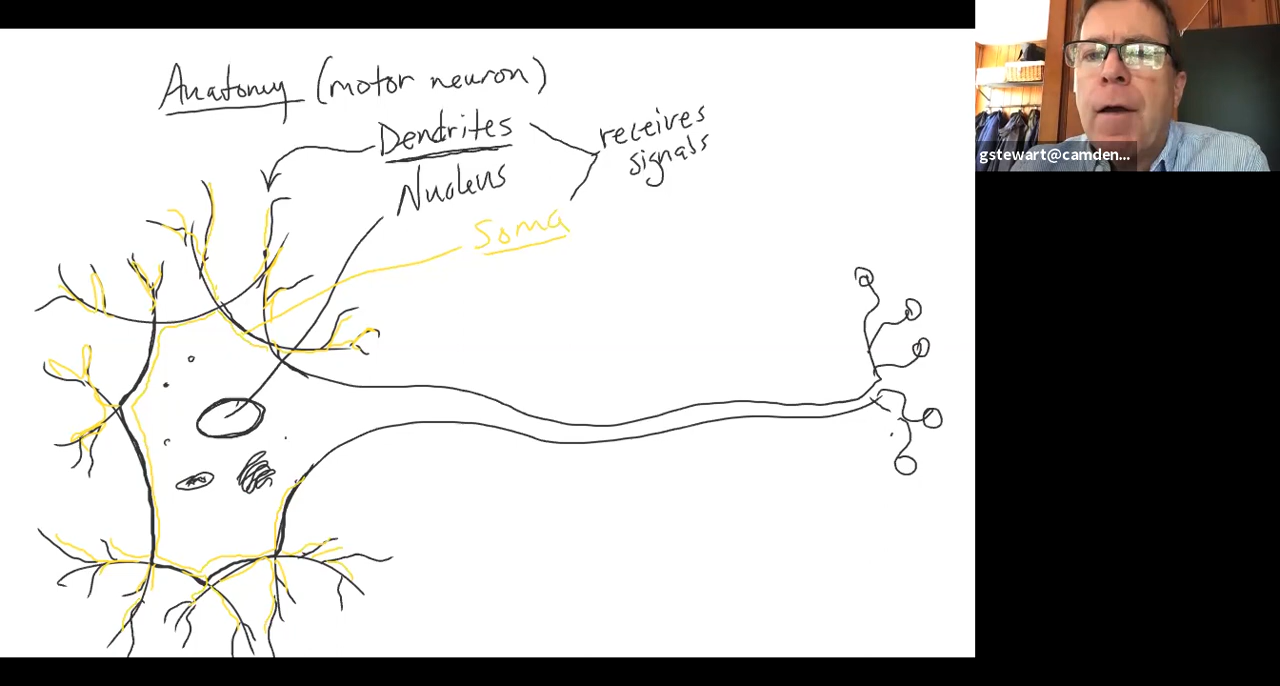 Anatomy (motor neuron)
Dendrites
receives
signals
Nucleus
Soma
gstewart@camden...